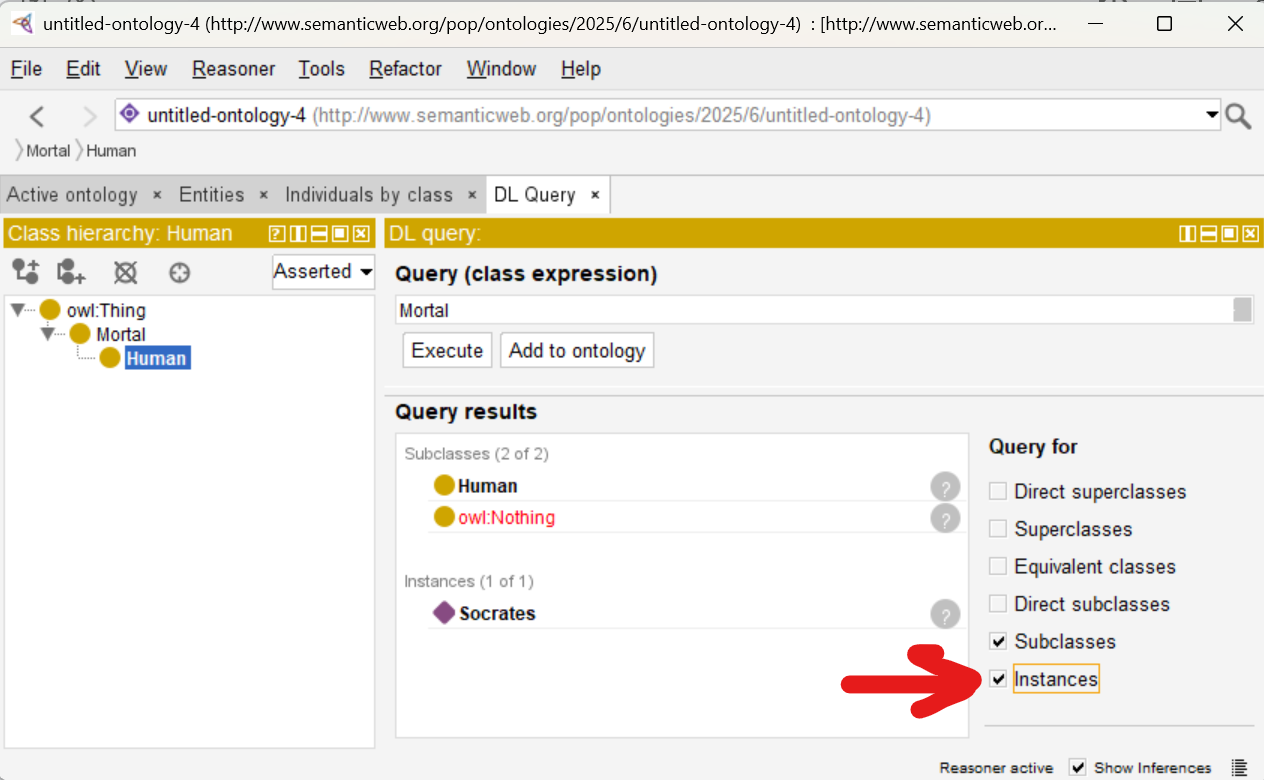 untitled-ontology-4 (http://www.semanticweb.org/pop/ontologies/2025/6/untitled-ontology-4) : [http://www.semanticweb.or...
File Edit View Reasoner Tools Refactor Window Help
untitled-ontology-4 (http://www.semanticweb.org/pop/ontologies/2025/6/untitled-ontology-4)
Mortal Human
Active ontology × Entities × Individuals by class × DL Query ×
Class hierarchy: Human
Asserted
owl:Thing
Mortal
Human
DL query:
Query (class expression)
Mortal
Execute Add to ontology
Query results
Subclasses (2 of 2)
Human ?
owl:Nothing ?
Instances (1 of 1)
Socrates ?
Query for
Direct superclasses
Superclasses
Equivalent classes
Direct subclasses
Subclasses
Instances
Reasoner active Show Inferences